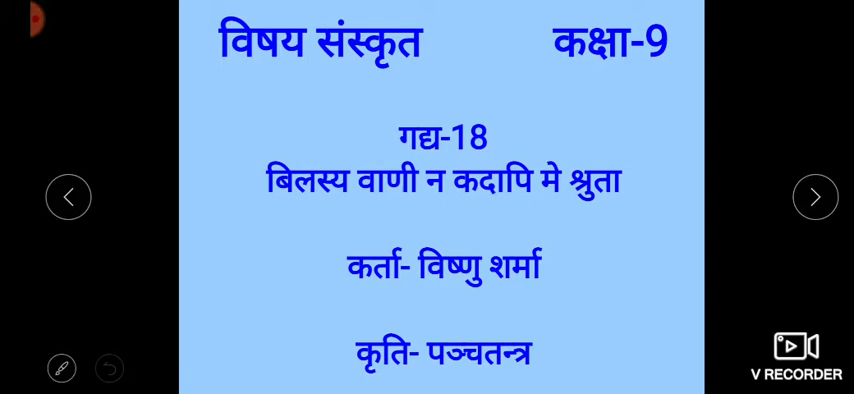 विषय संस्कृत कक्षा-9
गद्य-18
बिलस्य वाणी न कदापि मे श्रुता
कर्ता- विष्णु शर्मा
कृति- पञ्चतन्त्र
V RECORDER